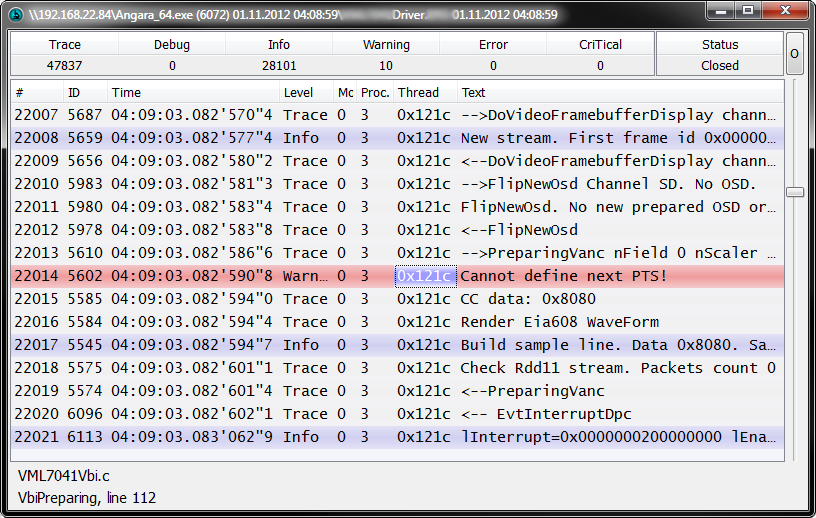 \\192.168.22.84\Angara_64.exe (6072) 01.11.2012 04:08:59\ Driver. 01.11.2012 04:08:59
Trace Debug Info Warning Error CriTical Status
47837 0 28101 10 0 0 Closed
O
# ID Time Level Mc Proc. Thread Text
22007 5687 04:09:03.082'570"4 Trace 0 3 0x121c -->DoVideoFramebufferDisplay chann...
22008 5659 04:09:03.082'577"4 Info 0 3 0x121c New stream. First frame id 0x00000...
22009 5656 04:09:03.082'580"2 Trace 0 3 0x121c <--DoVideoFramebufferDisplay chann...
22010 5983 04:09:03.082'581"3 Trace 0 3 0x121c -->FlipNewOsd Channel SD. No OSD.
22011 5980 04:09:03.082'583"4 Trace 0 3 0x121c FlipNewOsd. No new prepared OSD or...
22012 5978 04:09:03.082'583"8 Trace 0 3 0x121c <--FlipNewOsd
22013 5610 04:09:03.082'586"6 Trace 0 3 0x121c -->PreparingVanc nField 0 nScaler ...
22014 5602 04:09:03.082'590"8 Warn... 0 3 0x121c Cannot define next PTS!
22015 5585 04:09:03.082'594"0 Trace 0 3 0x121c CC data: 0x8080
22016 5584 04:09:03.082'594"4 Trace 0 3 0x121c Render Eia608 WaveForm
22017 5545 04:09:03.082'594"7 Info 0 3 0x121c Build sample line. Data 0x8080. Sa...
22018 5575 04:09:03.082'601"1 Trace 0 3 0x121c Check Rdd11 stream. Packets count 0
22019 5574 04:09:03.082'601"4 Trace 0 3 0x121c <--PreparingVanc
22020 6096 04:09:03.082'602"1 Trace 0 3 0x121c <-- EvtInterruptDpc
22021 6113 04:09:03.083'062"9 Info 0 3 0x121c lInterrupt=0x0000000200000000 lEna...
VML7041Vbi.c
VbiPreparing, line 112